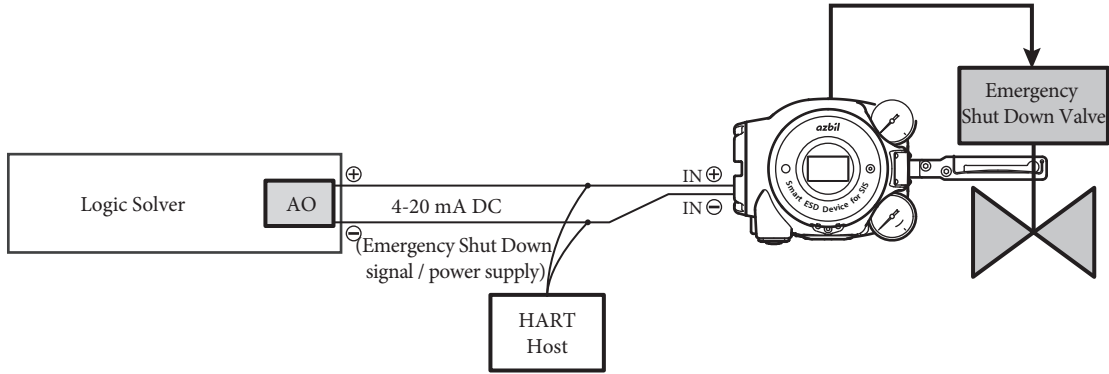 Emergency
Shut Down Valve
azbil
Smart ESD Device for SIS
Logic Solver
AO
⊕
⊖
4-20 mA DC
(Emergency Shut Down
signal / power supply)
IN ⊕
IN ⊖
HART
Host